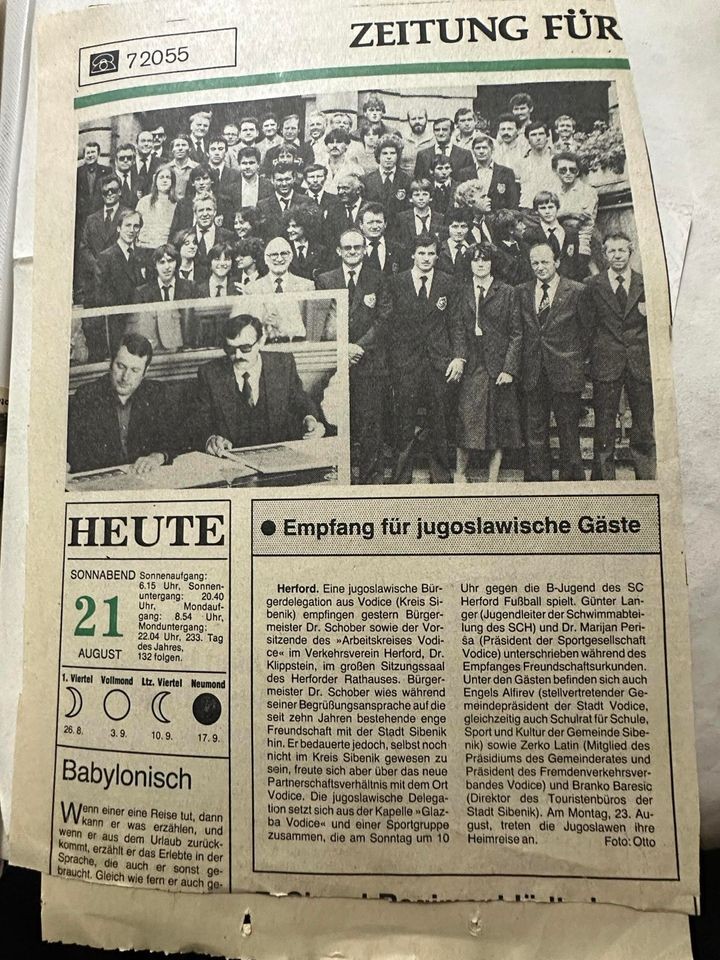 ZEITUNG FÜR
72055
HEUTE
SONNABEND
21
AUGUST
Sonnenaufgang:
6.15 Uhr, Sonnen-
untergang: 20.40
Uhr, Mondauf-
gang: 8.54 Uhr,
Monduntergang:
22.04 Uhr, 233. Tag
des Jahres,
132 folgen.
1. Viertel Vollmond Ltz. Viertel Neumond
26. 8. 3. 9. 10. 9. 17. 9.
Babylonisch
Wenn einer eine Reise tut, dann
kann er was erzählen, und
wenn er aus dem Urlaub zurück-
kommt, erzählt er das Erlebte in der
Sprache, die auch er sonst ge-
braucht. Gleich wie fern er auch ge-
● Empfang für jugoslawische Gäste
Herford. Eine jugoslawische Bür-
gerdelegation aus Vodice (Kreis Si-
benik) empfingen gestern Bürger-
meister Dr. Schober sowie der Vor-
sitzende des »Arbeitskreises Vodi-
ce« im Verkehrsverein Herford, Dr.
Klippstein, im großen Sitzungssaal
des Herforder Rathauses. Bürger-
meister Dr. Schober wies während
seiner Begrüßungsansprache auf die
seit zehn Jahren bestehende enge
Freundschaft mit der Stadt Sibenik
hin. Er bedauerte jedoch, selbst noch
nicht im Kreis Sibenik gewesen zu
sein, freute sich aber über das neue
Partnerschaftsverhältnis mit dem Ort
Vodice. Die jugoslawische Delega-
tion setzt sich aus der Kapelle »Glaz-
ba Vodice« und einer Sportgruppe
zusammen, die am Sonntag um 10
Uhr gegen die B-Jugend des SC
Herford Fußball spielt. Günter Lan-
ger (Jugendleiter der Schwimmabtei-
lung des SCH) und Dr. Marijan Peri-
ša (Präsident der Sportgesellschaft
Vodice) unterschrieben während des
Empfanges Freundschaftsurkunden.
Unter den Gästen befinden sich auch
Engels Alfirev (stellvertretender Ge-
meindepräsident der Stadt Vodice,
gleichzeitig auch Schulrat für Schule,
Sport und Kultur der Gemeinde Sibe-
nik) sowie Zerko Latin (Mitglied des
Präsidiums des Gemeinderates und
Präsident des Fremdenverkehrsver-
bandes Vodice) und Branko Baresic
(Direktor des Touristenbüros der
Stadt Sibenik). Am Montag, 23. Au-
gust, treten die Jugoslawen ihre
Heimreise an. Foto: Otto